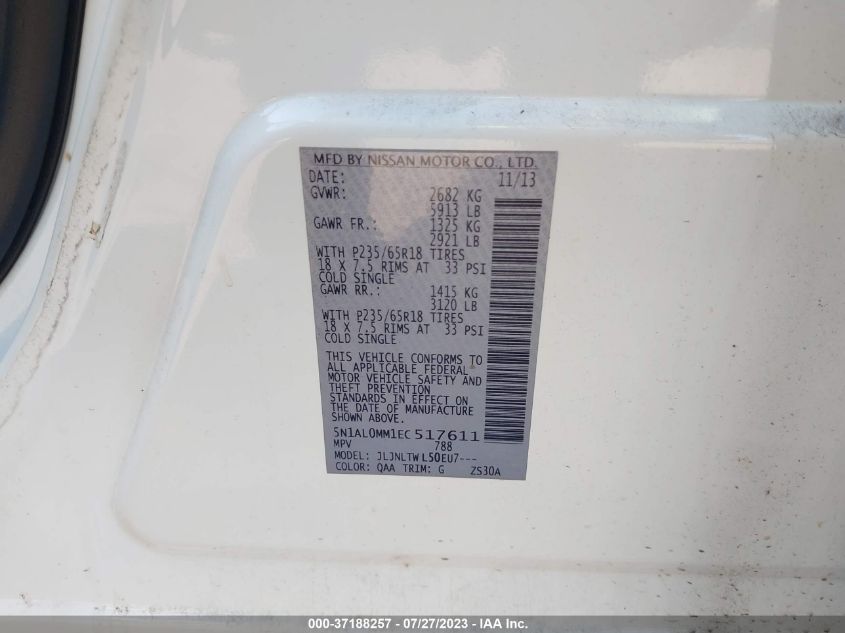 MFD BY NISSAN MOTOR CO., LTD.
DATE: 11/13
GVWR: 2682 KG
5913 LB
GAWR FR.: 1325 KG
2921 LB
WITH P235/65R18 TIRES
18 X 7.5 RIMS AT 33 PSI
COLD SINGLE
GAWR RR.: 1415 KG
3120 LB
WITH P235/65R18 TIRES
18 X 7.5 RIMS AT 33 PSI
COLD SINGLE
THIS VEHICLE CONFORMS TO
ALL APPLICABLE FEDERAL
MOTOR VEHICLE SAFETY AND
THEFT PREVENTION
STANDARDS IN EFFECT ON
THE DATE OF MANUFACTURE
SHOWN ABOVE.
5N1AL0MM1EC517611
MPV 788
MODEL: JLJNLTWL50EU7---
COLOR: QAA TRIM: G ZS30A
000-37188257 - 07/27/2023 - IAA Inc.